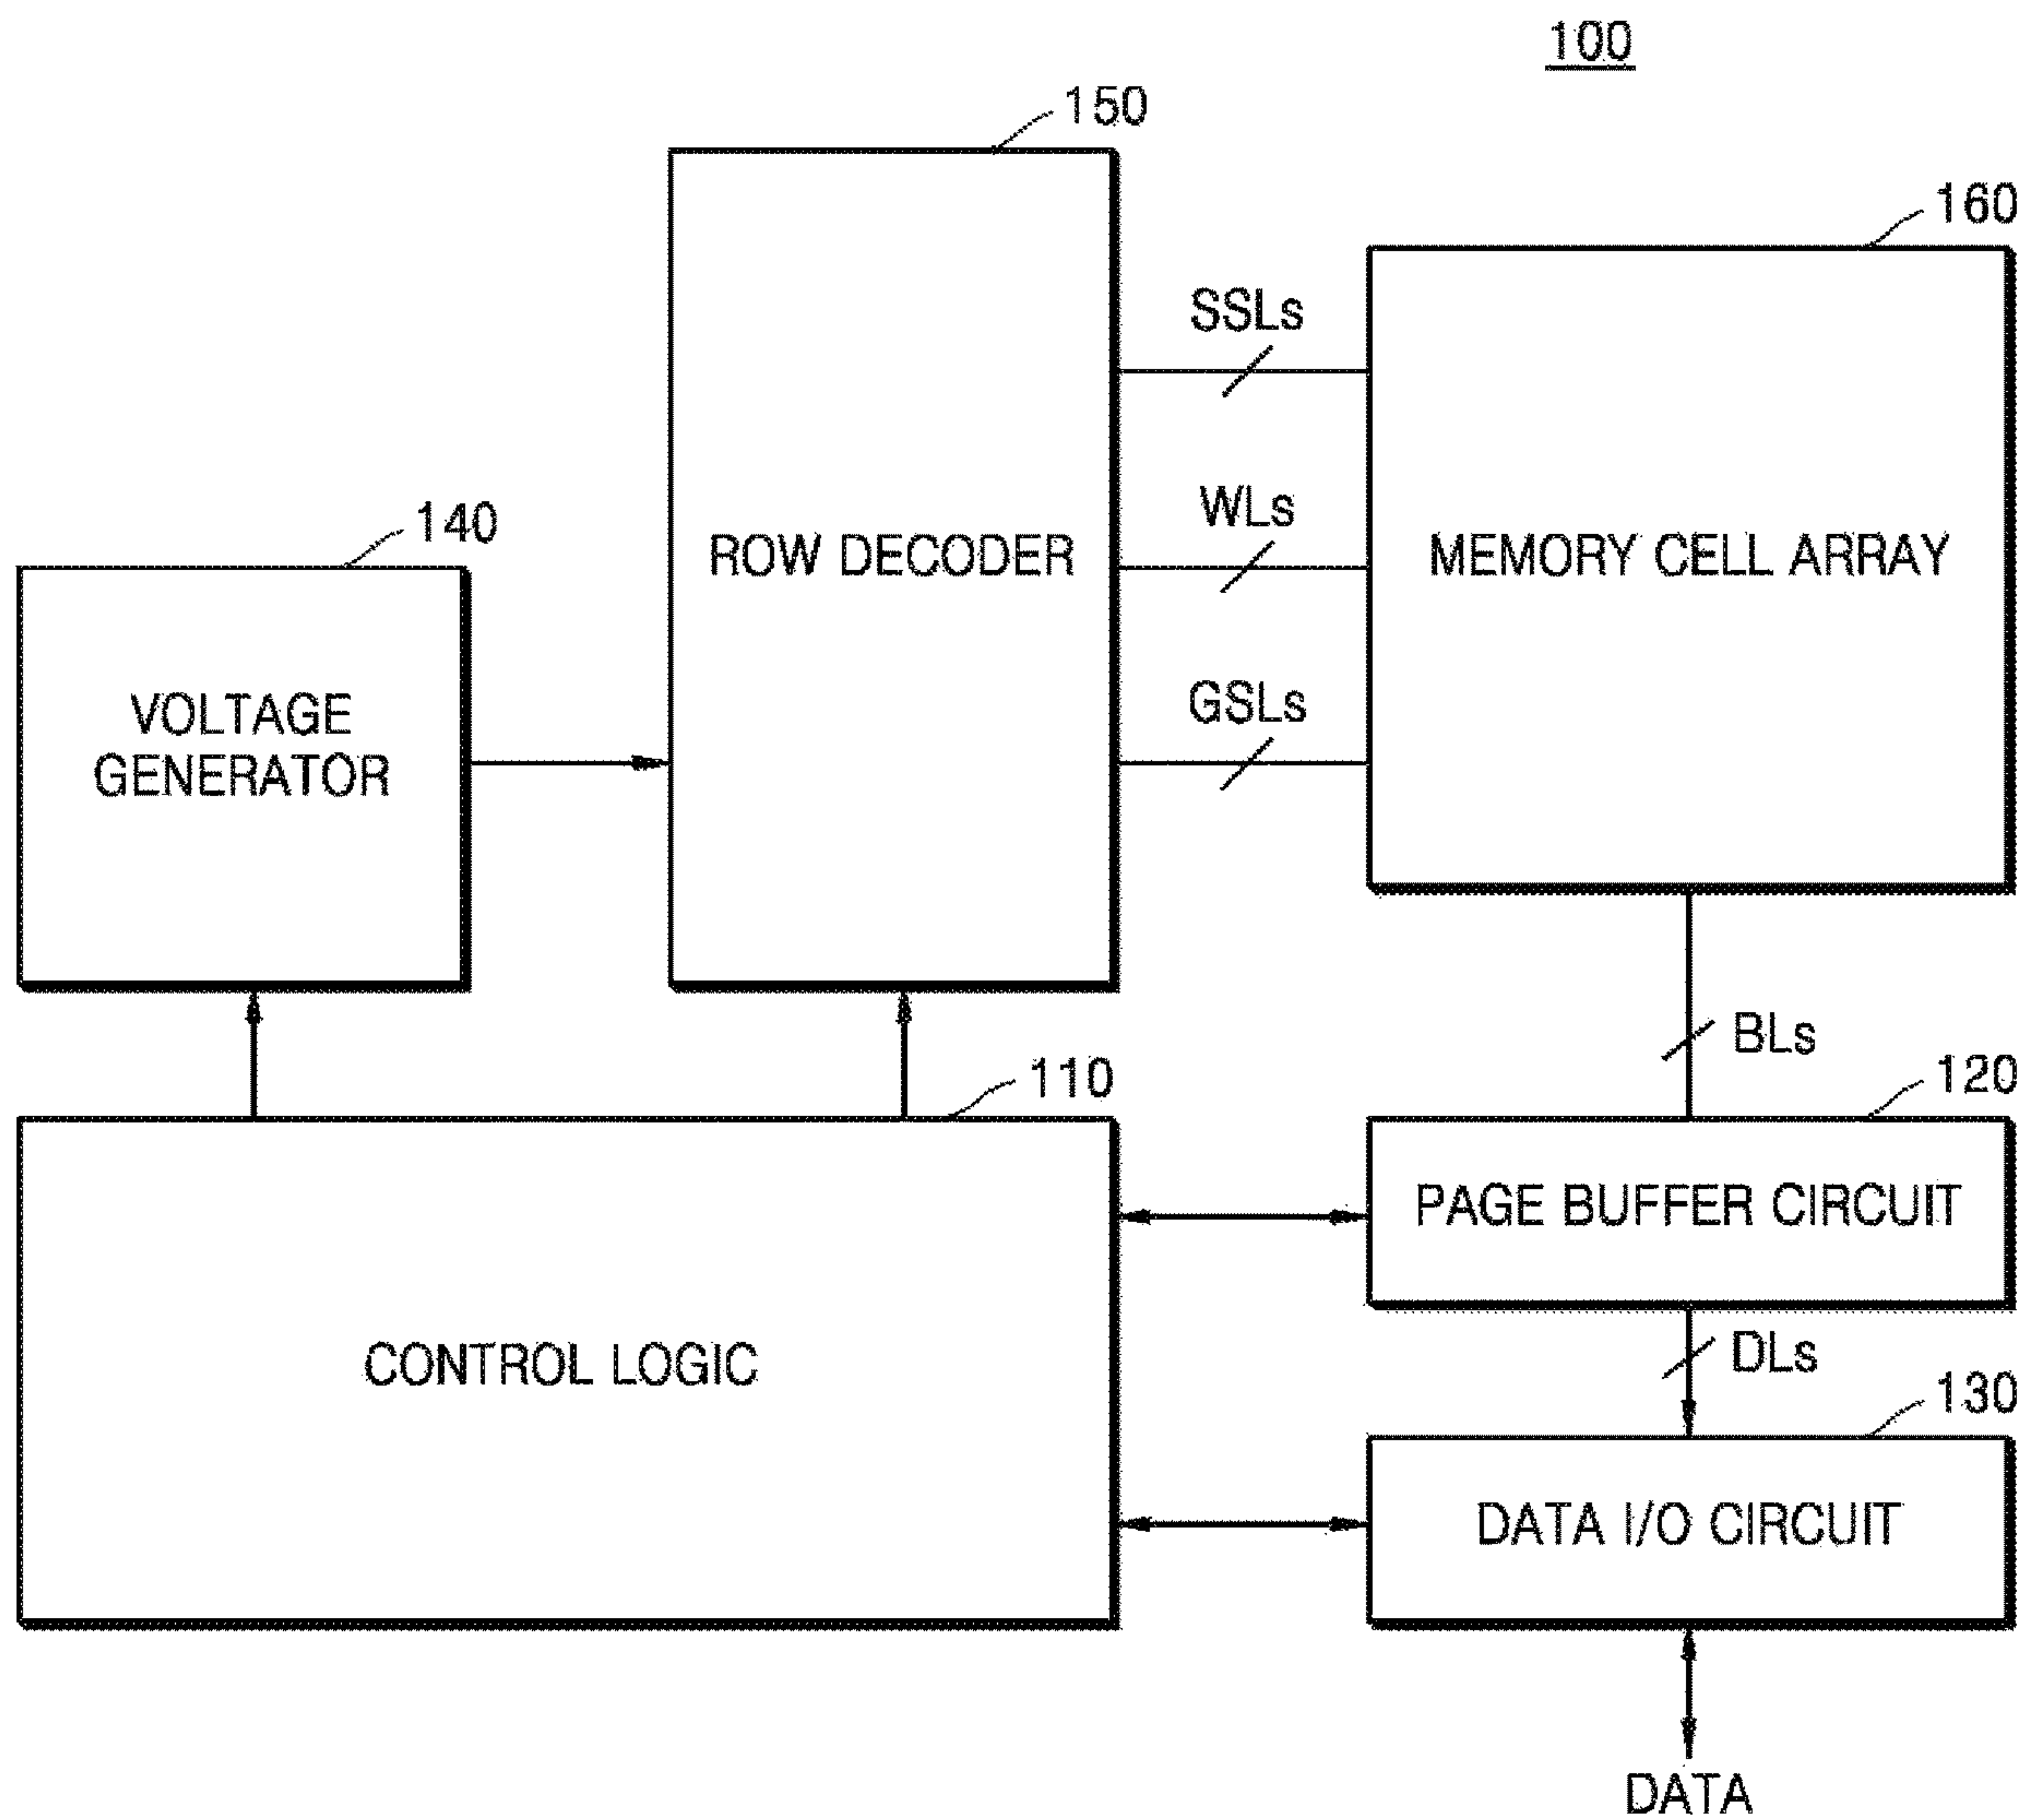 100
150
160
SSLs
140
WLs
ROW DECODER
MEMORY CELL ARRAY
VOLTAGE
GENERATOR
GSLs
BLs
110
120
PAGE BUFFER CIRCUIT
CONTROL LOGIC
DLs
130
DATA I/O CIRCUIT
DATA